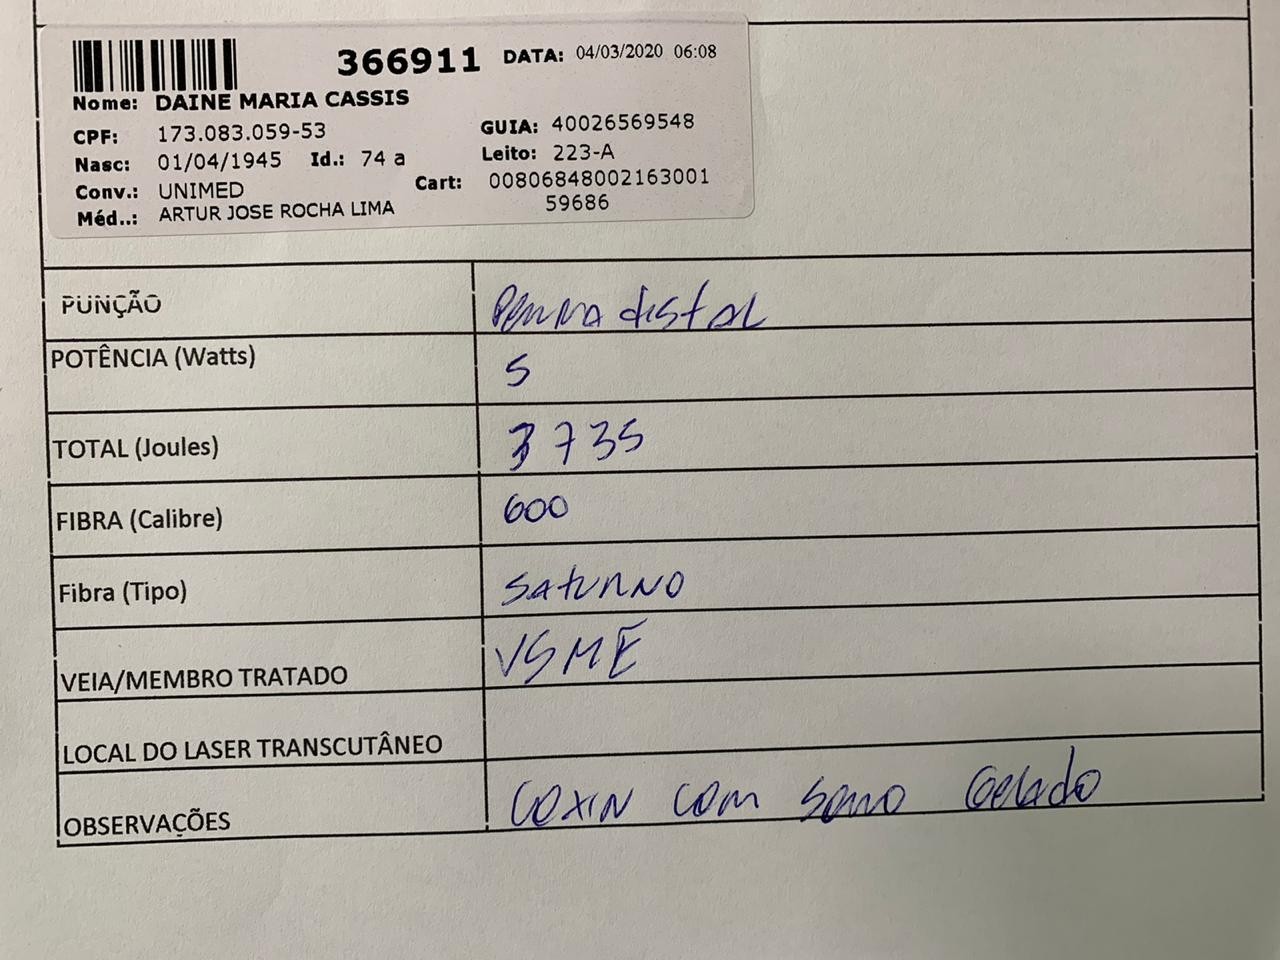 366911 DATA: 04/03/2020 06:08
Nome: DAINE MARIA CASSIS
CPF: 173.083.059-53 GUIA: 40026569548
Nasc: 01/04/1945 Id.: 74 a Leito: 223-A
Conv.: UNIMED Cart: 00806848002163001
Méd..: ARTUR JOSE ROCHA LIMA 59686
PUNÇÃO Perna distal
POTÊNCIA (Watts) 5
TOTAL (Joules) 3735
FIBRA (Calibre) 600
Fibra (Tipo) SATURNO
VEIA/MEMBRO TRATADO VSME
LOCAL DO LASER TRANSCUTÂNEO
OBSERVAÇÕES COXIN COM SORO Gelado